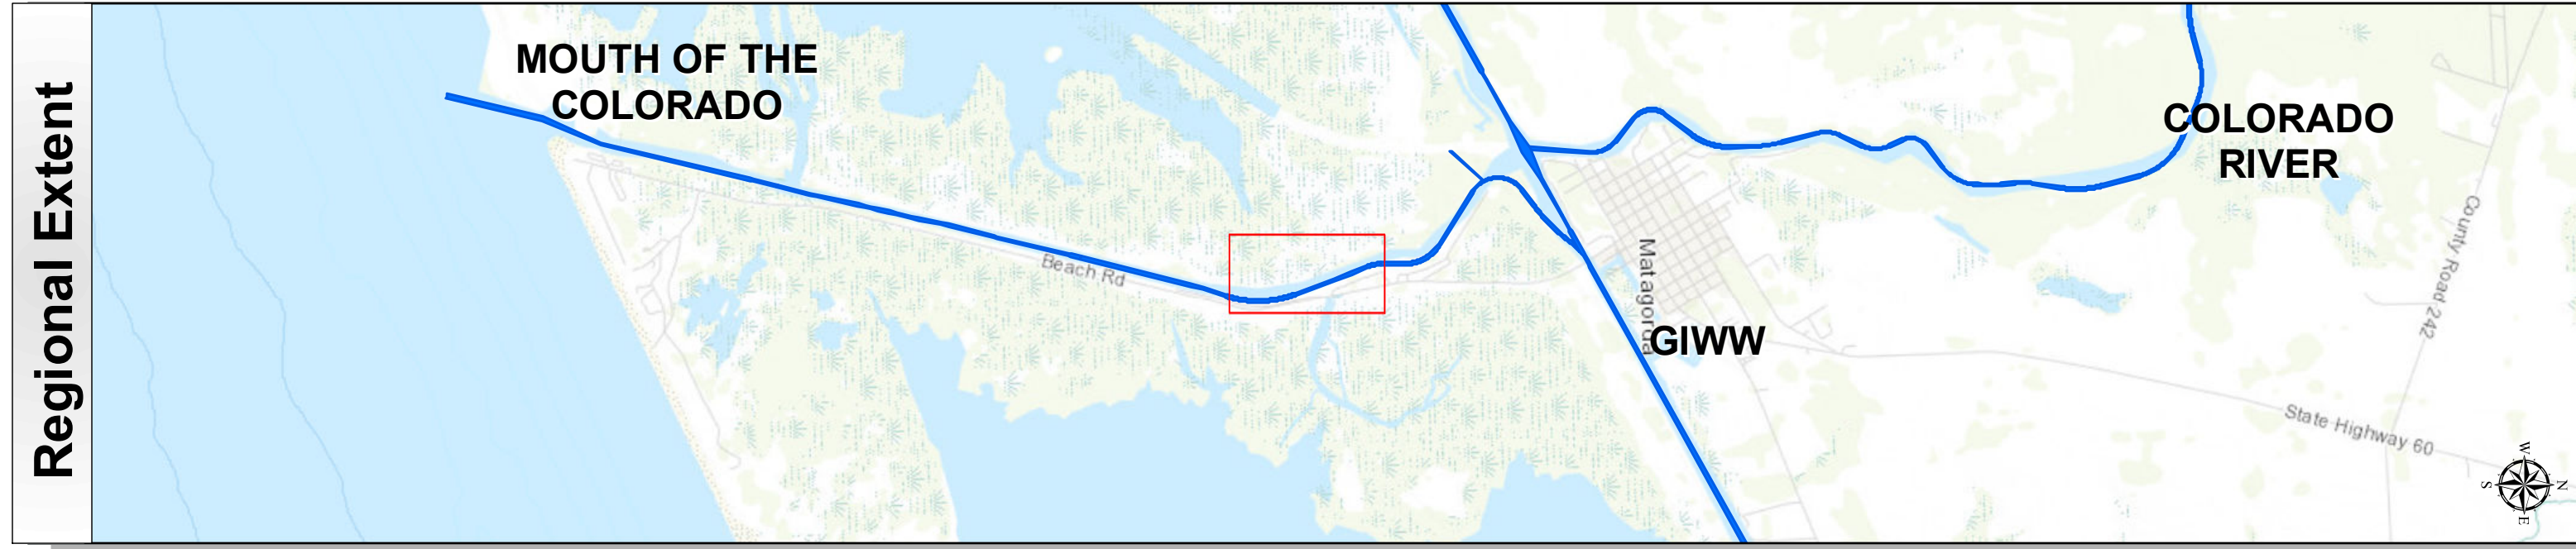 Regional Extent
MOUTH OF THE
COLORADO
COLORADO
RIVER
Beach Rd
Matagorda
GIWW
County Road 242
State Highway 60
W
S
N
E